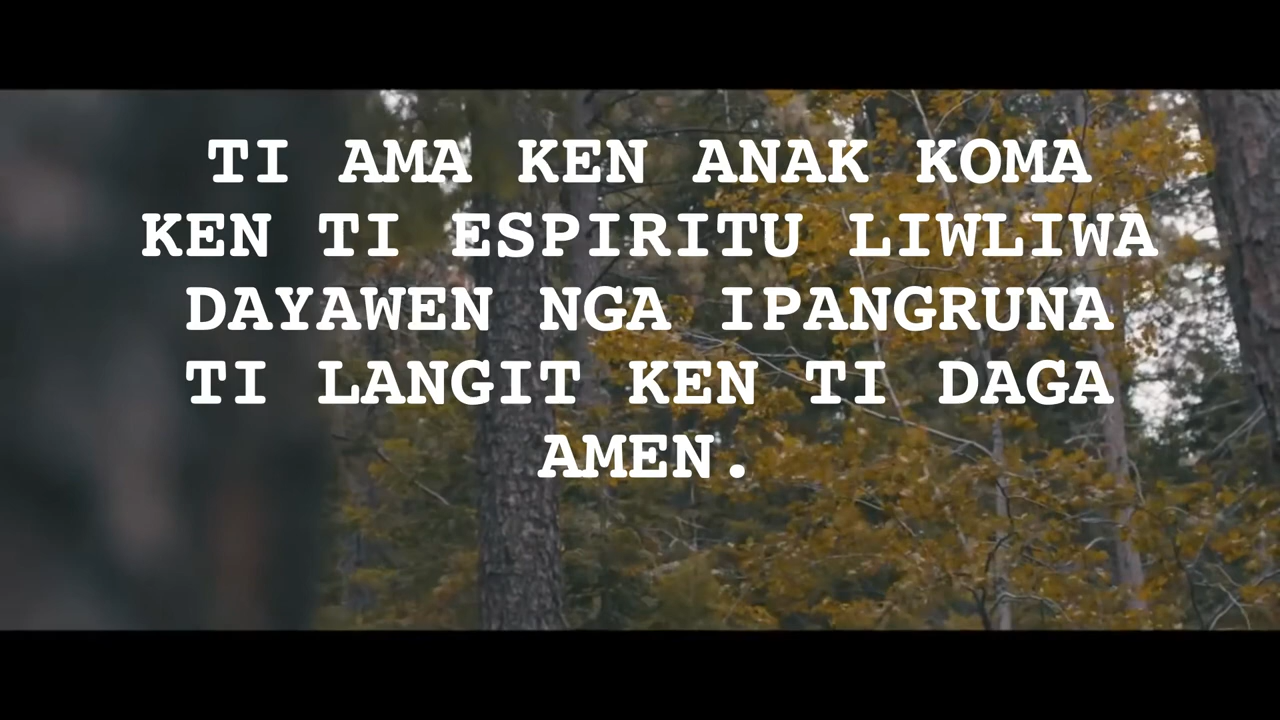 TI AMA KEN ANAK KOMA
KEN TI ESPIRITU LIWLIWA
DAYAWEN NGA IPANGRUNA
TI LANGIT KEN TI DAGA
AMEN.